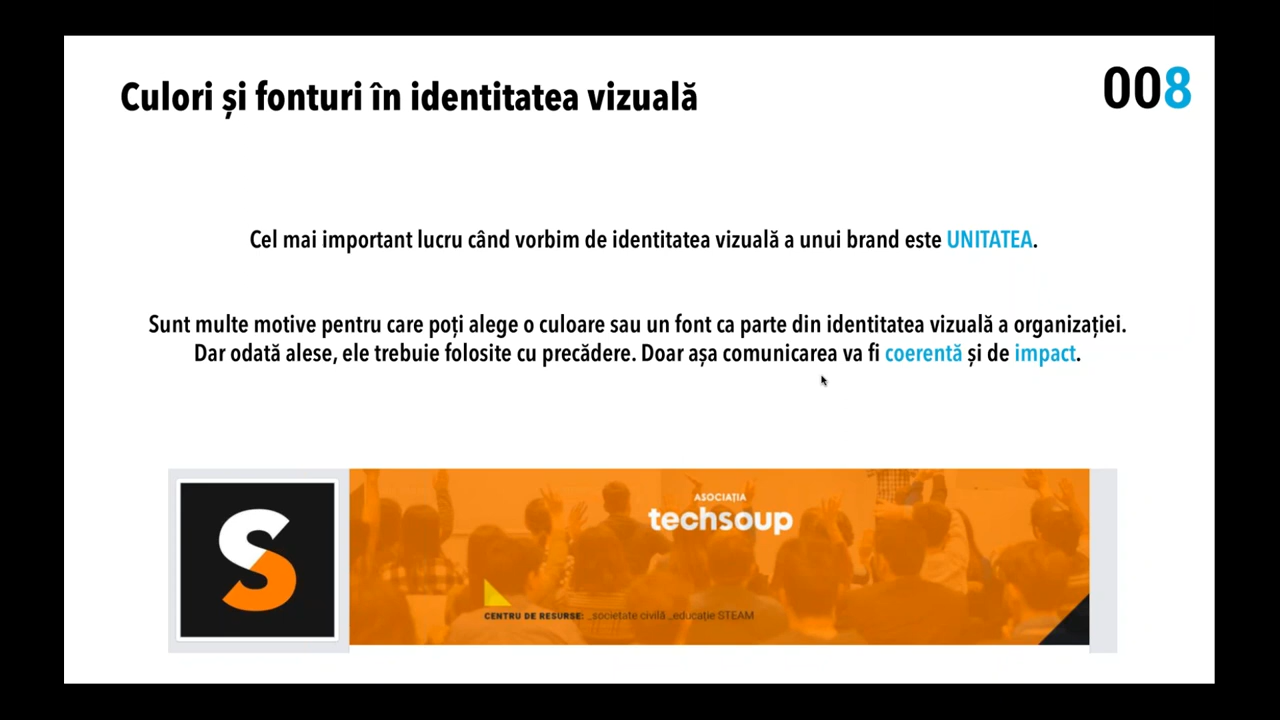 Culori și fonturi în identitatea vizuală
008
Cel mai important lucru când vorbim de identitatea vizuală a unui brand este UNITATEA.
Sunt multe motive pentru care poți alege o culoare sau un font ca parte din identitatea vizuală a organizației.
Dar odată alese, ele trebuie folosite cu precădere. Doar așa comunicarea va fi coerentă și de impact.
S
ASOCIAȚIA
techsoup
CENTRU DE RESURSE: _societate civilă _educație STEAM